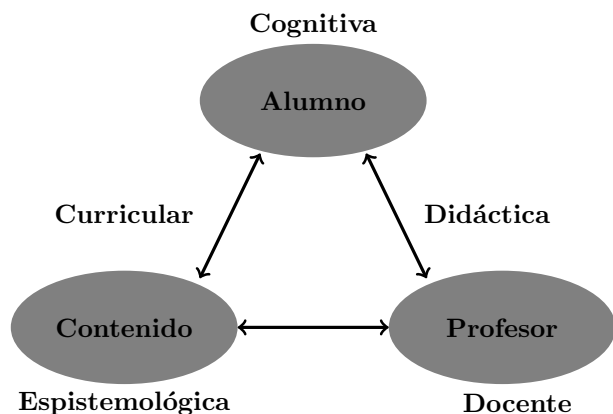 Cognitiva
Alumno
Curricular
Didáctica
Contenido
Profesor
Espistemológica
Docente